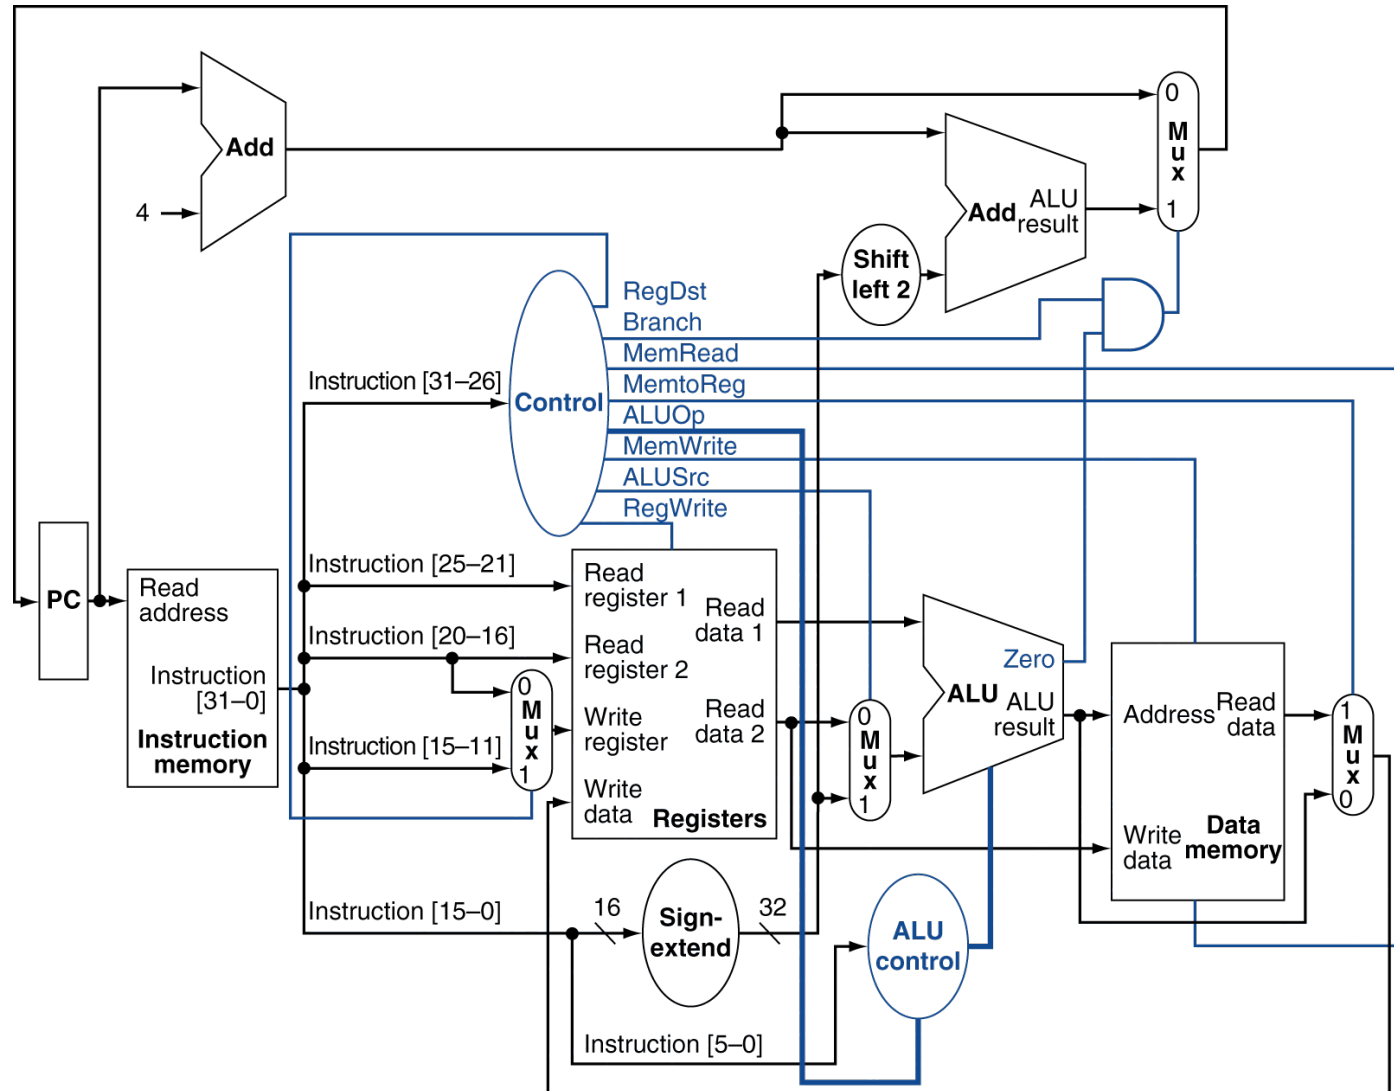 0
M
u
x
1
Add
4
Add
ALU
result
Shift
left 2
RegDst
Branch
MemRead
MemtoReg
ALUOp
MemWrite
ALUSrc
RegWrite
Control
Instruction [31–26]
Instruction [25–21]
Instruction [20–16]
Instruction [15–11]
Instruction [15–0]
Instruction [5–0]
PC
Read
address
Instruction
[31–0]
Instruction
memory
0
M
u
x
1
Read
register 1
Read
register 2
Write
register
Write
data
Read
data 1
Read
data 2
Registers
0
M
u
x
1
Zero
ALU
ALU
result
Address
Read
data
Write
data
Data
memory
1
M
u
x
0
16
Sign-
extend
32
ALU
control